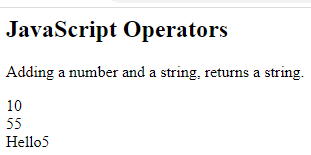 JavaScript Operators
Adding a number and a string, returns a string.
10
55
Hello5